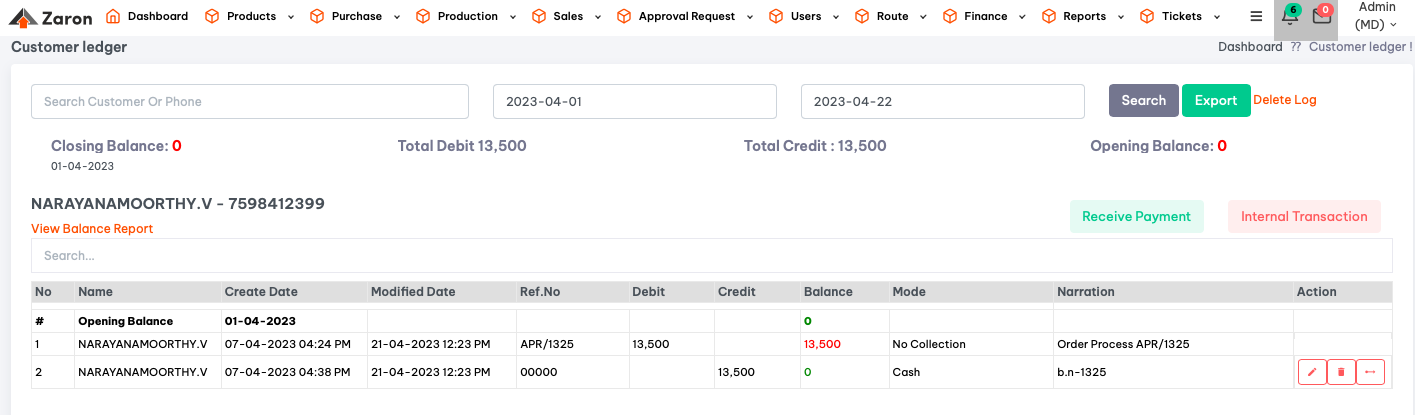 Zaron Dashboard Products Purchase Production Sales Approval Request Users Route Finance Reports Tickets 6 0 Admin (MD)
Customer ledger Dashboard ?? Customer ledger !
Search Customer Or Phone 2023-04-01 2023-04-22 Search Export Delete Log
Closing Balance: 0 Total Debit 13,500 Total Credit : 13,500 Opening Balance: 0
01-04-2023
NARAYANAMOORTHY.V - 7598412399
Receive Payment Internal Transaction
View Balance Report
Search...
No Name Create Date Modified Date Ref.No Debit Credit Balance Mode Narration Action
# Opening Balance 01-04-2023 0
1 NARAYANAMOORTHY.V 07-04-2023 04:24 PM 21-04-2023 12:23 PM APR/1325 13,500 13,500 No Collection Order Process APR/1325
2 NARAYANAMOORTHY.V 07-04-2023 04:38 PM 21-04-2023 12:23 PM 00000 13,500 0 Cash b.n-1325